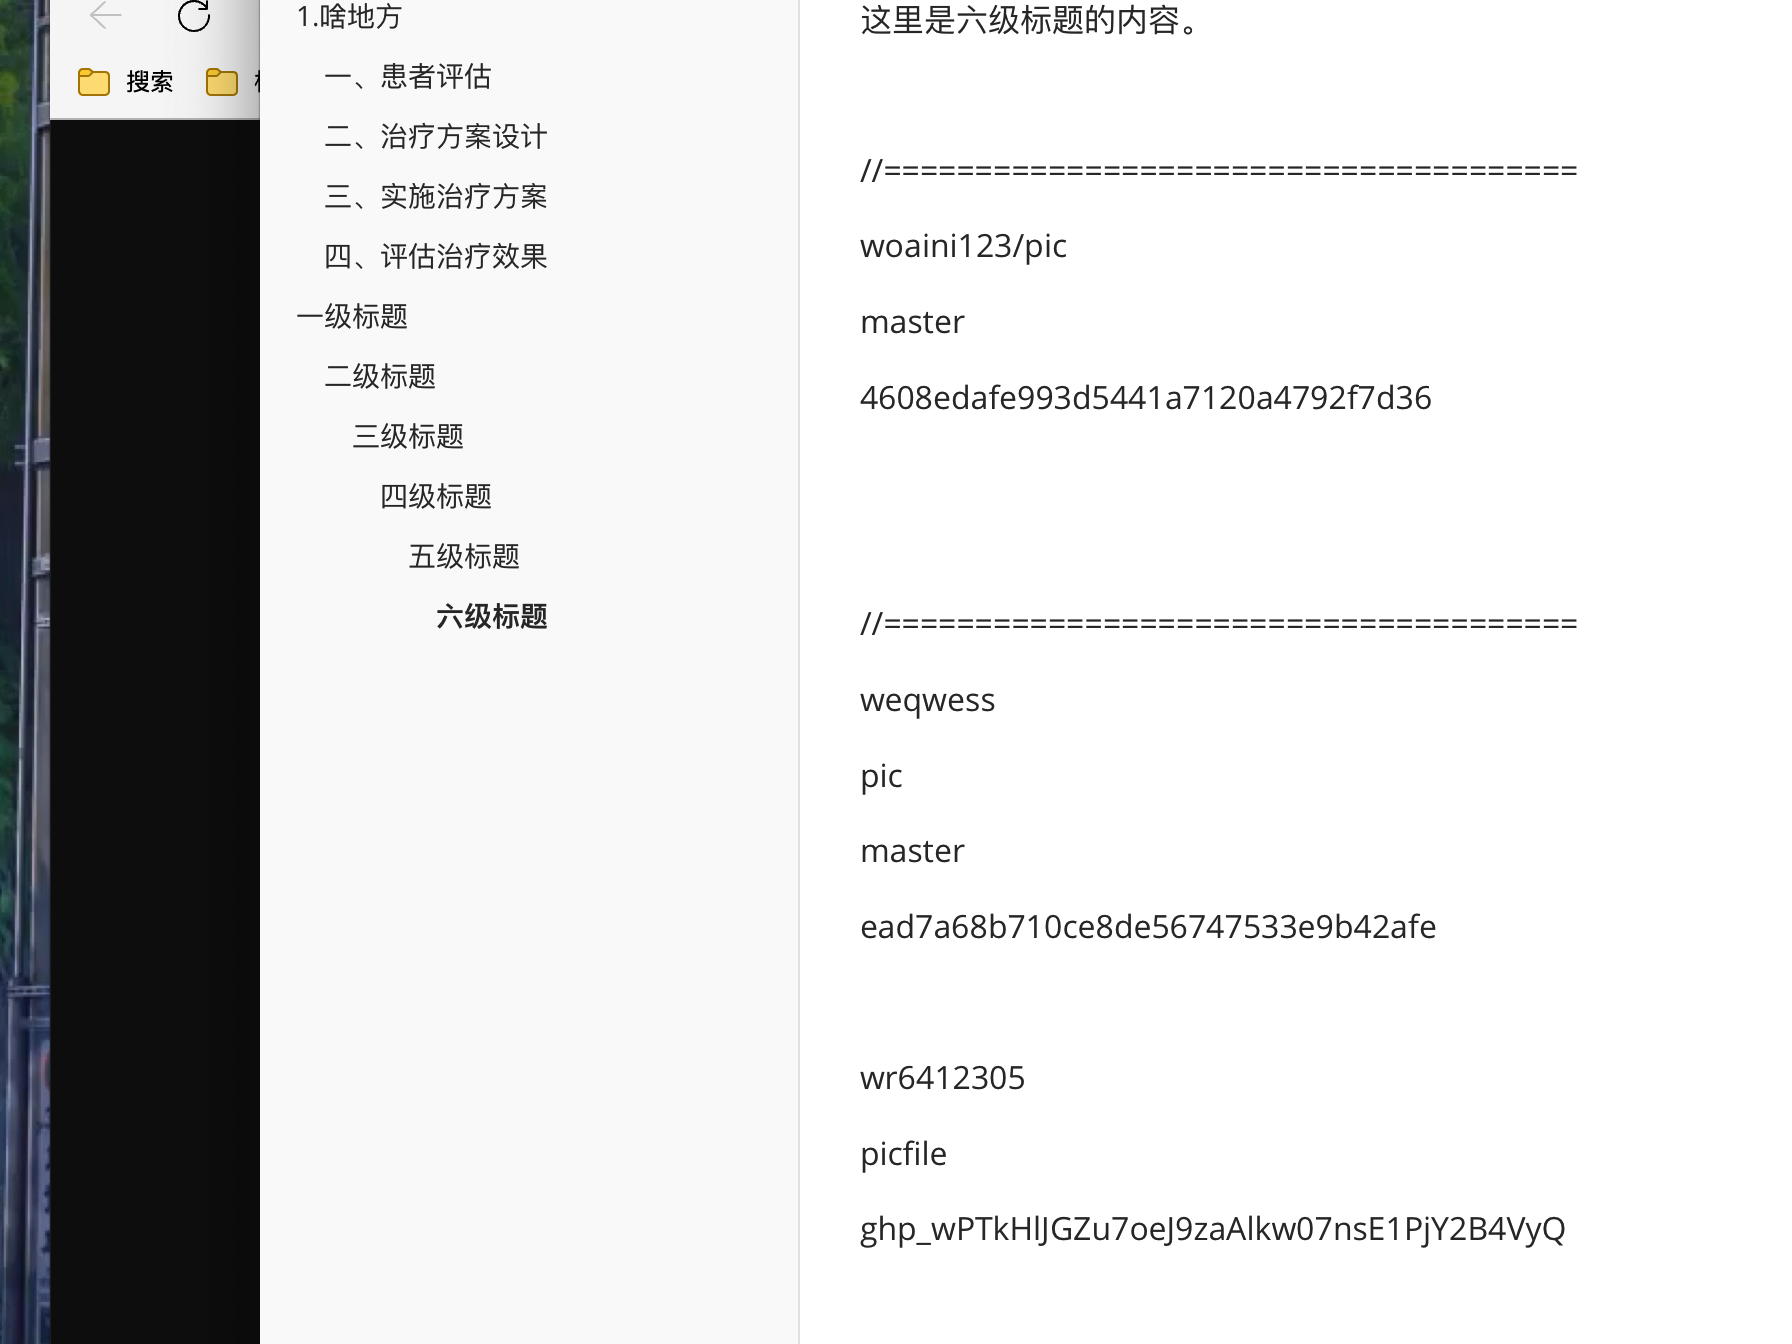 搜索
1.啥地方
一、患者评估
二、治疗方案设计
三、实施治疗方案
四、评估治疗效果
一级标题
二级标题
三级标题
四级标题
五级标题
六级标题
这里是六级标题的内容。
//======================================
woaini123/pic
master
4608edafe993d5441a7120a4792f7d36
//======================================
weqwess
pic
master
ead7a68b710ce8de56747533e9b42afe
wr6412305
picfile
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